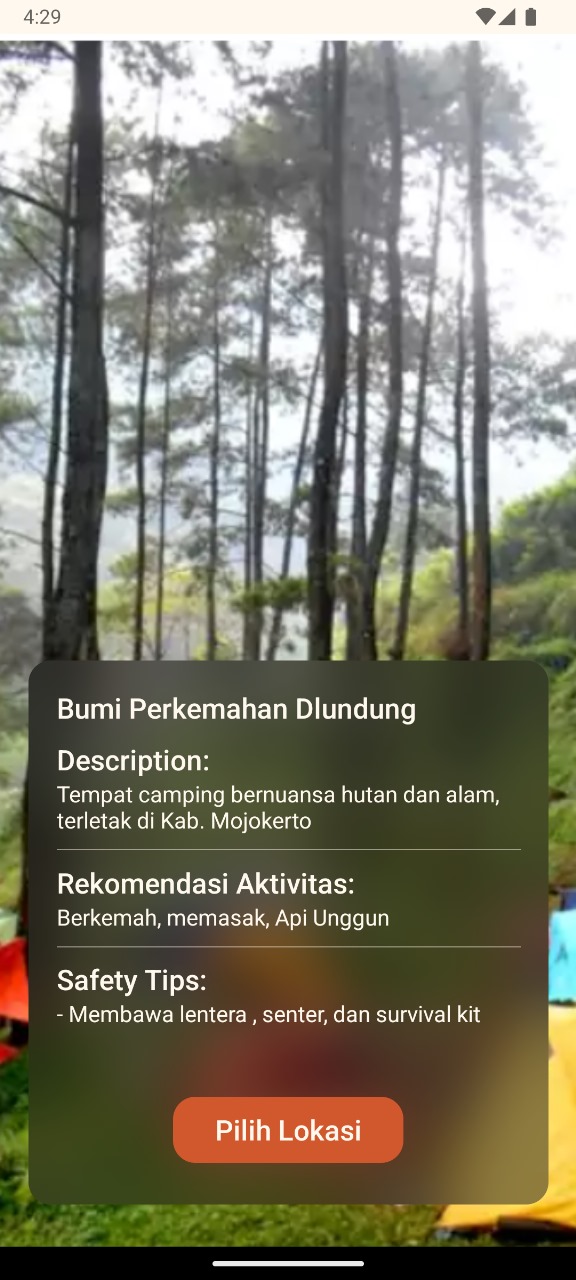 4:29
Bumi Perkemahan Dlundung
Description:
Tempat camping bernuansa hutan dan alam,
terletak di Kab. Mojokerto
Rekomendasi Aktivitas:
Berkemah, memasak, Api Unggun
Safety Tips:
- Membawa lentera , senter, dan survival kit
Pilih Lokasi